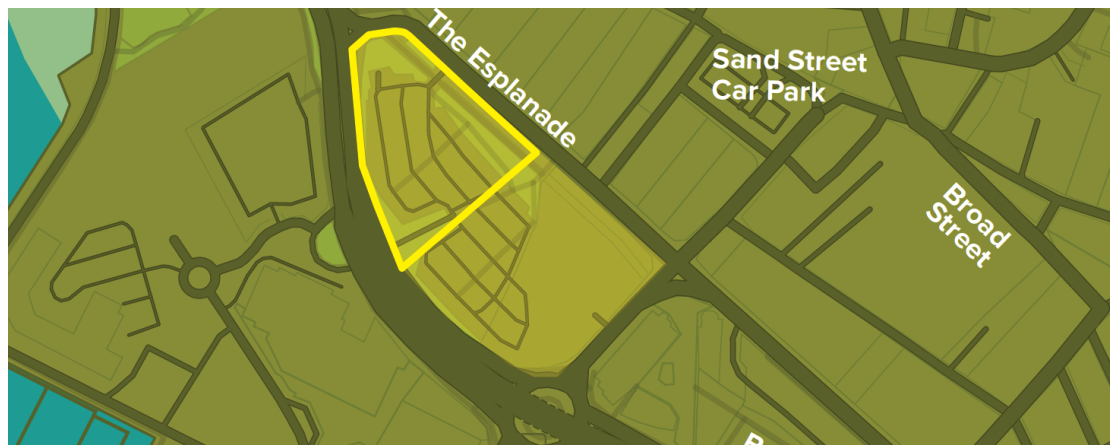 The Esplanade
Sand Street
Car Park
Broad
Street